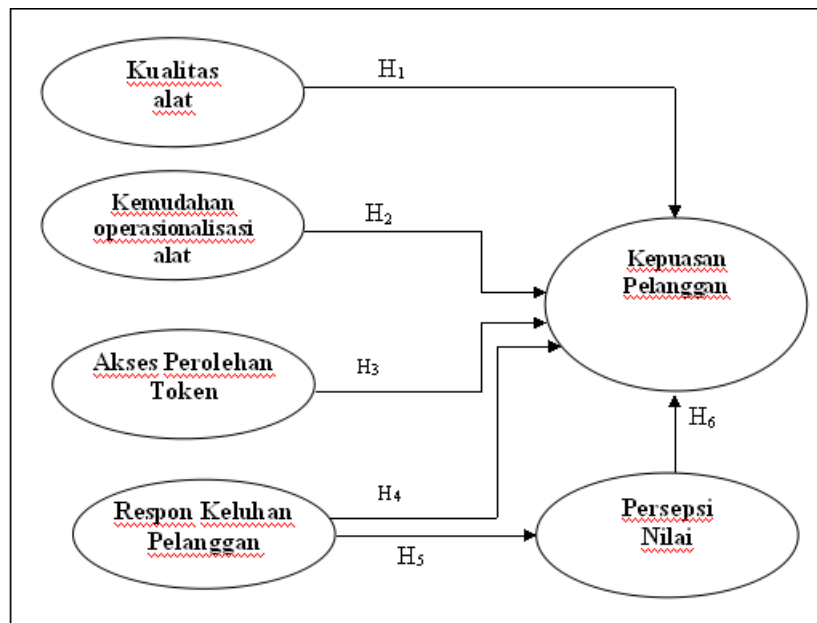 Kualitas
alat
H₁
Kemudahan
operasionalisasi
alat
H₂
Kepuasan
Pelanggan
Akses Perolehan
Token
H₃
H₆
Respon Keluhan
Pelanggan
H₄
H₅
Persepsi
Nilai